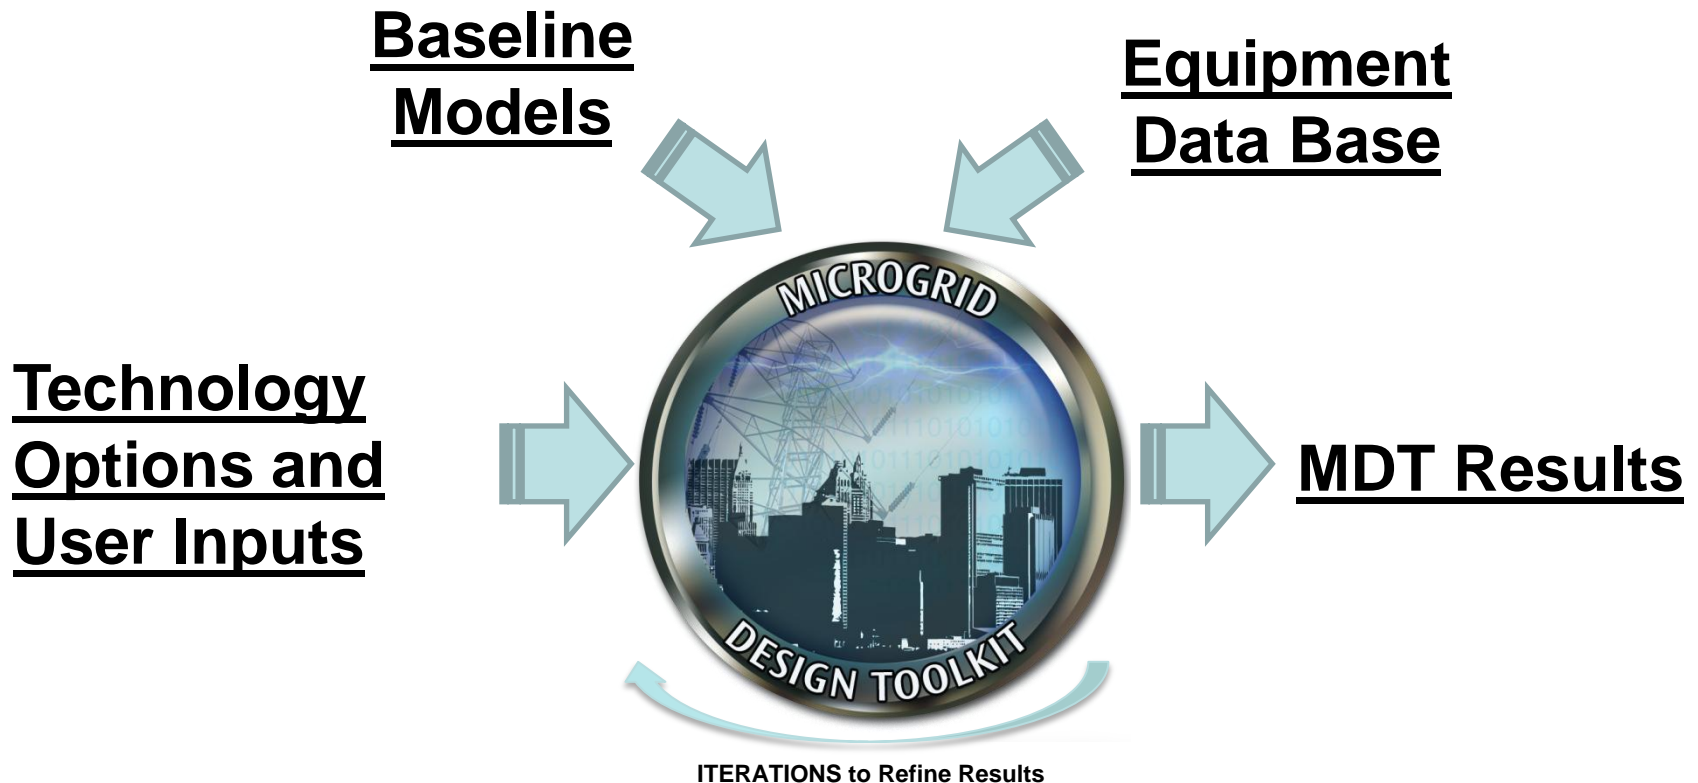 Baseline
Models
Equipment
Data Base
MICROGRID
Technology
Options and
User Inputs
MDT Results
DESIGN TOOLKIT
ITERATIONS to Refine Results